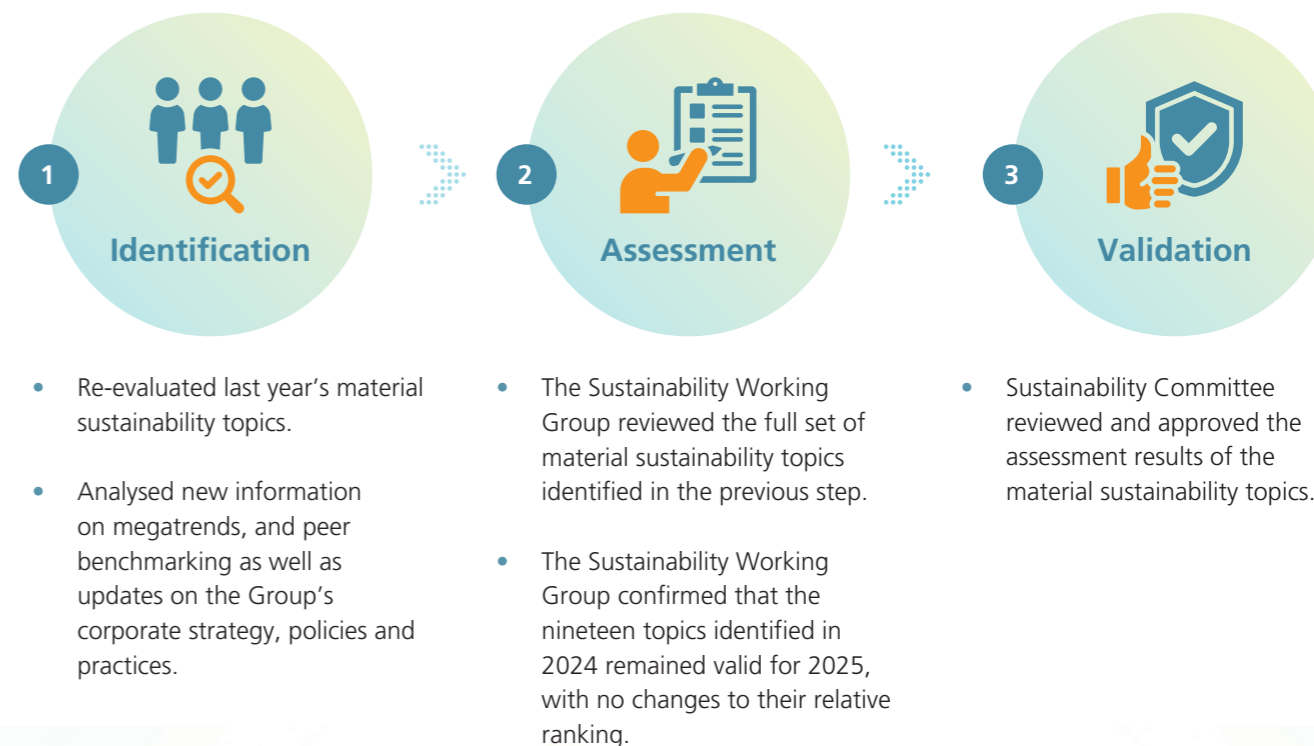 1
Identification
• Re-evaluated last year’s material
sustainability topics.
• Analysed new information
on megatrends, and peer
benchmarking as well as
updates on the Group’s
corporate strategy, policies and
practices.
2
Assessment
• The Sustainability Working
Group reviewed the full set of
material sustainability topics
identified in the previous step.
• The Sustainability Working
Group confirmed that the
nineteen topics identified in
2024 remained valid for 2025,
with no changes to their relative
ranking.
3
Validation
• Sustainability Committee
reviewed and approved the
assessment results of the
material sustainability topics.